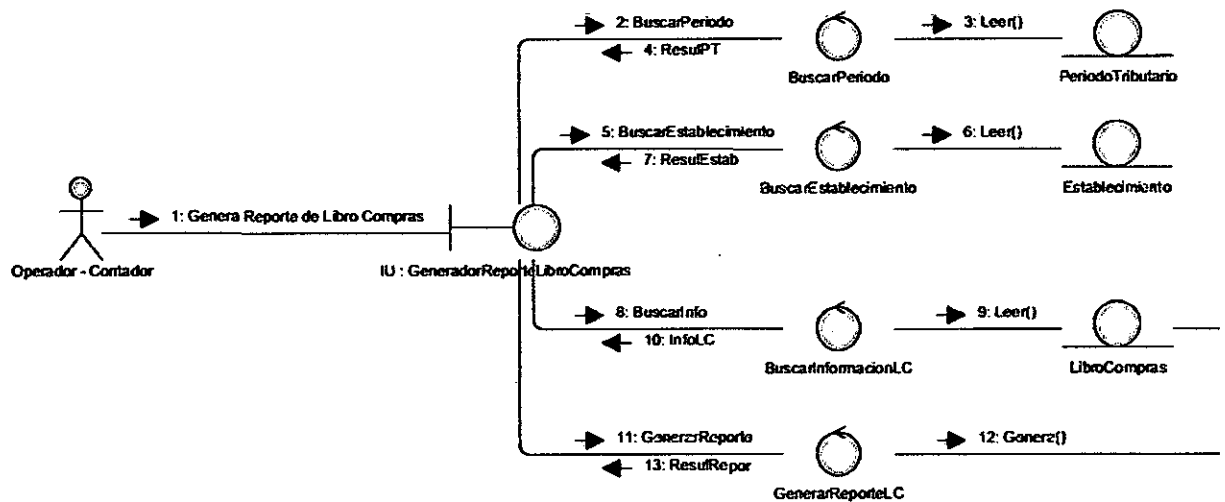 2: BuscarPeriodo
3: Leer()
4: ResulPT
BuscarPeriodo
PeriodoTributario
5: BuscarEstablecimiento
6: Leer()
7: ResulEstab
BuscarEstablecimiento
Establecimiento
1: Genera Reporte de Libro Compras
Operador - Contador
IU : GeneradorReporteLibroCompras
8: BuscarInfo
9: Leer()
10: InfoLC
BuscarInformacionLC
LibroCompras
11: GenerarReporte
12: Genera()
13: ResulRepor
GenerarReporteLC